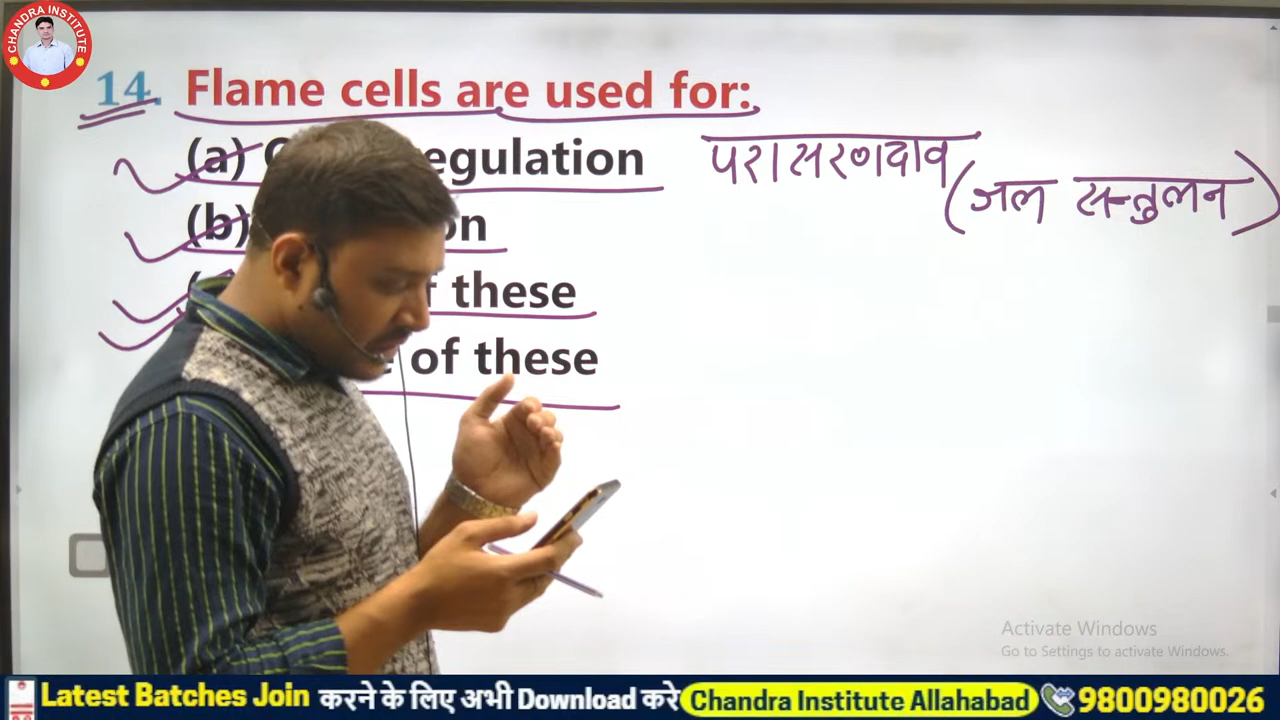 CHANDRA INSTITUTE
14. Flame cells are used for:
(a) egulation
परासरणदाव
(जल सन्तुलन)
(b) on
f these
of these
Activate Windows
Go to Settings to activate Windows.
Latest Batches Join करने के लिए अभी Download करे Chandra Institute Allahabad 9800980026